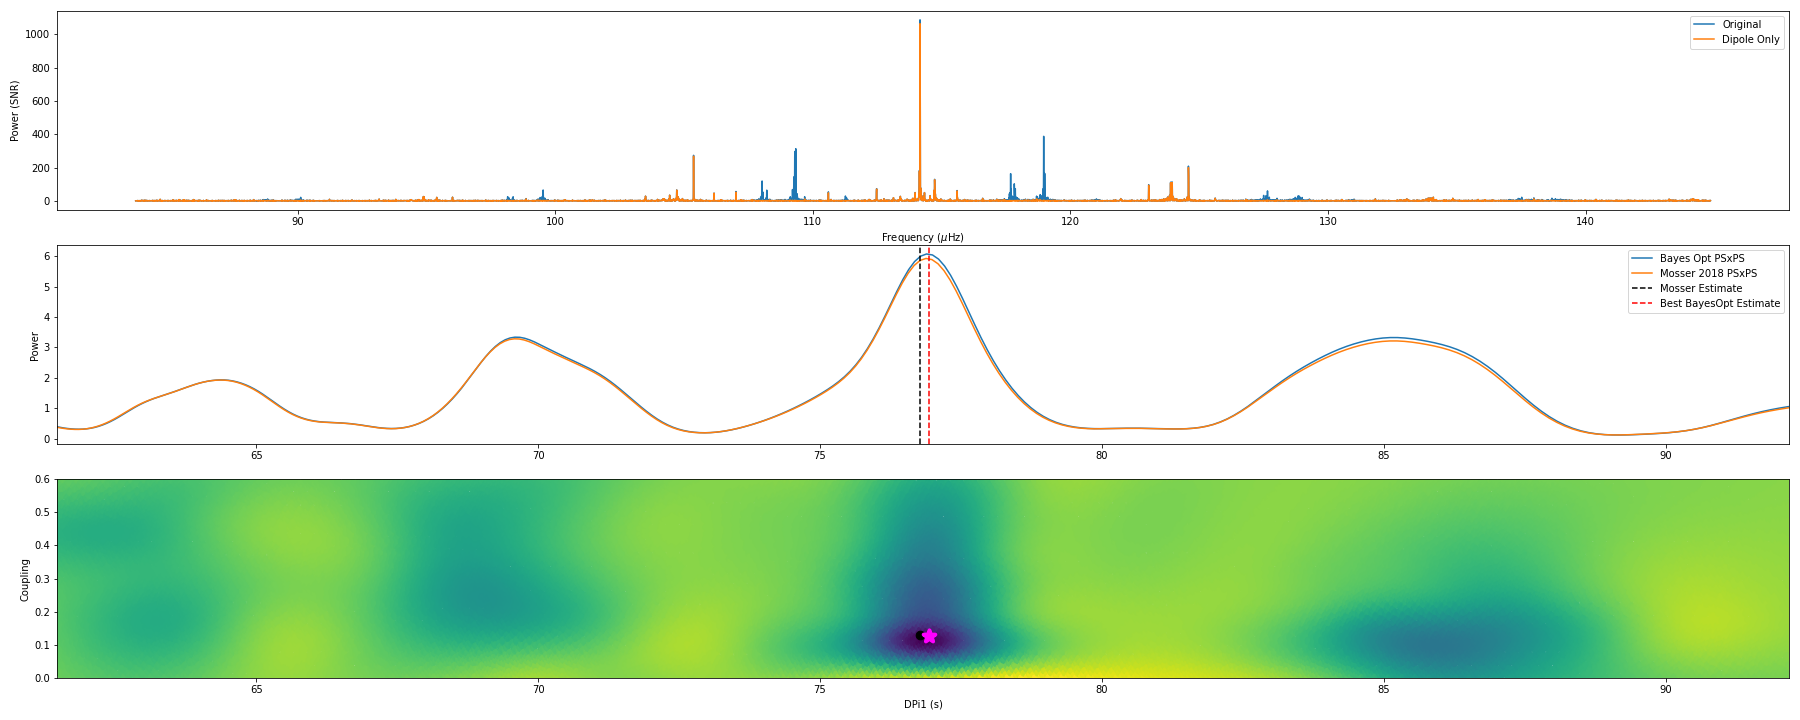 1000
800
600
400
200
0
Power (SNR)
Original
Dipole Only
90 100 110 120 130 140
Frequency (μHz)
6
5
4
3
2
1
0
Power
Bayes Opt PSxPS
Mosser 2018 PSxPS
Mosser Estimate
Best BayesOpt Estimate
65 70 75 80 85 90
0.6
0.5
0.4
0.3
0.2
0.1
0.0
Coupling
65 70 75 80 85 90
DPi1 (s)